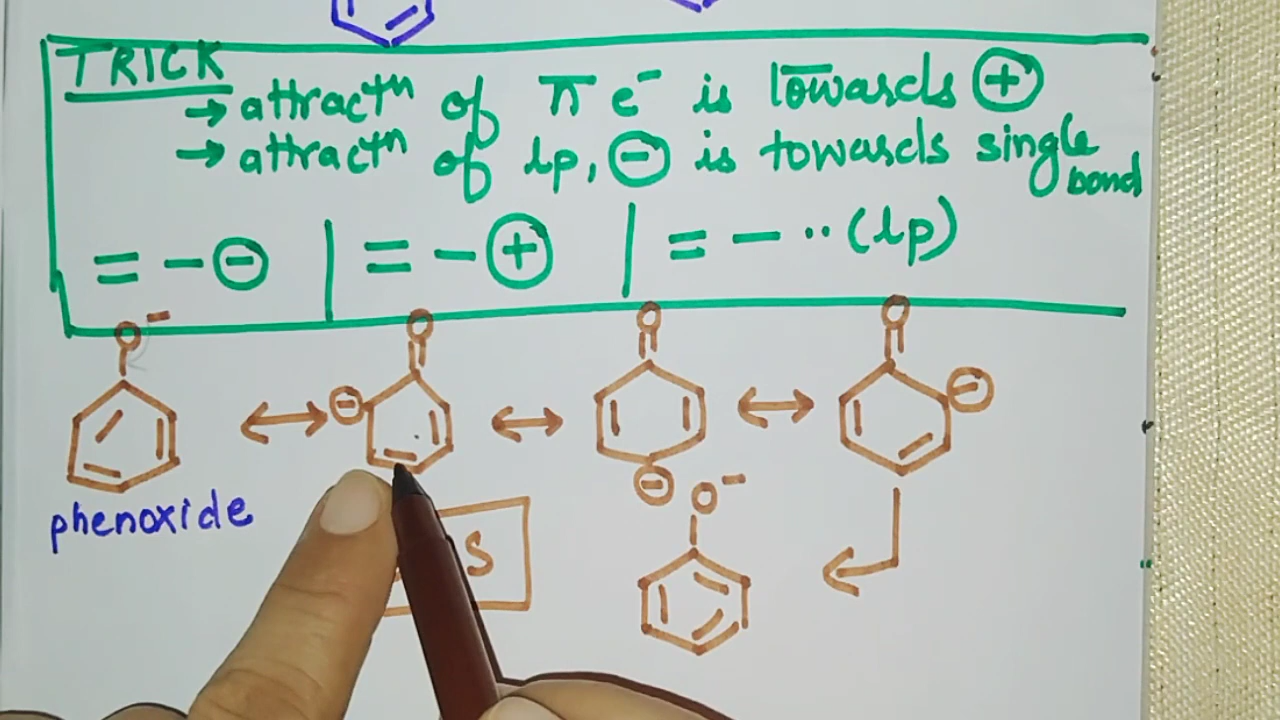 TRICK
→ attractⁿ of π e⁻ is towards ⊕
→ attractⁿ of lp, ⊖ is towards single bond
= - ⊖ | = - ⊕ | = - ·· (lp)
O⁻ O O O
⊖ ⊖
⊖ O⁻
phenoxide
S